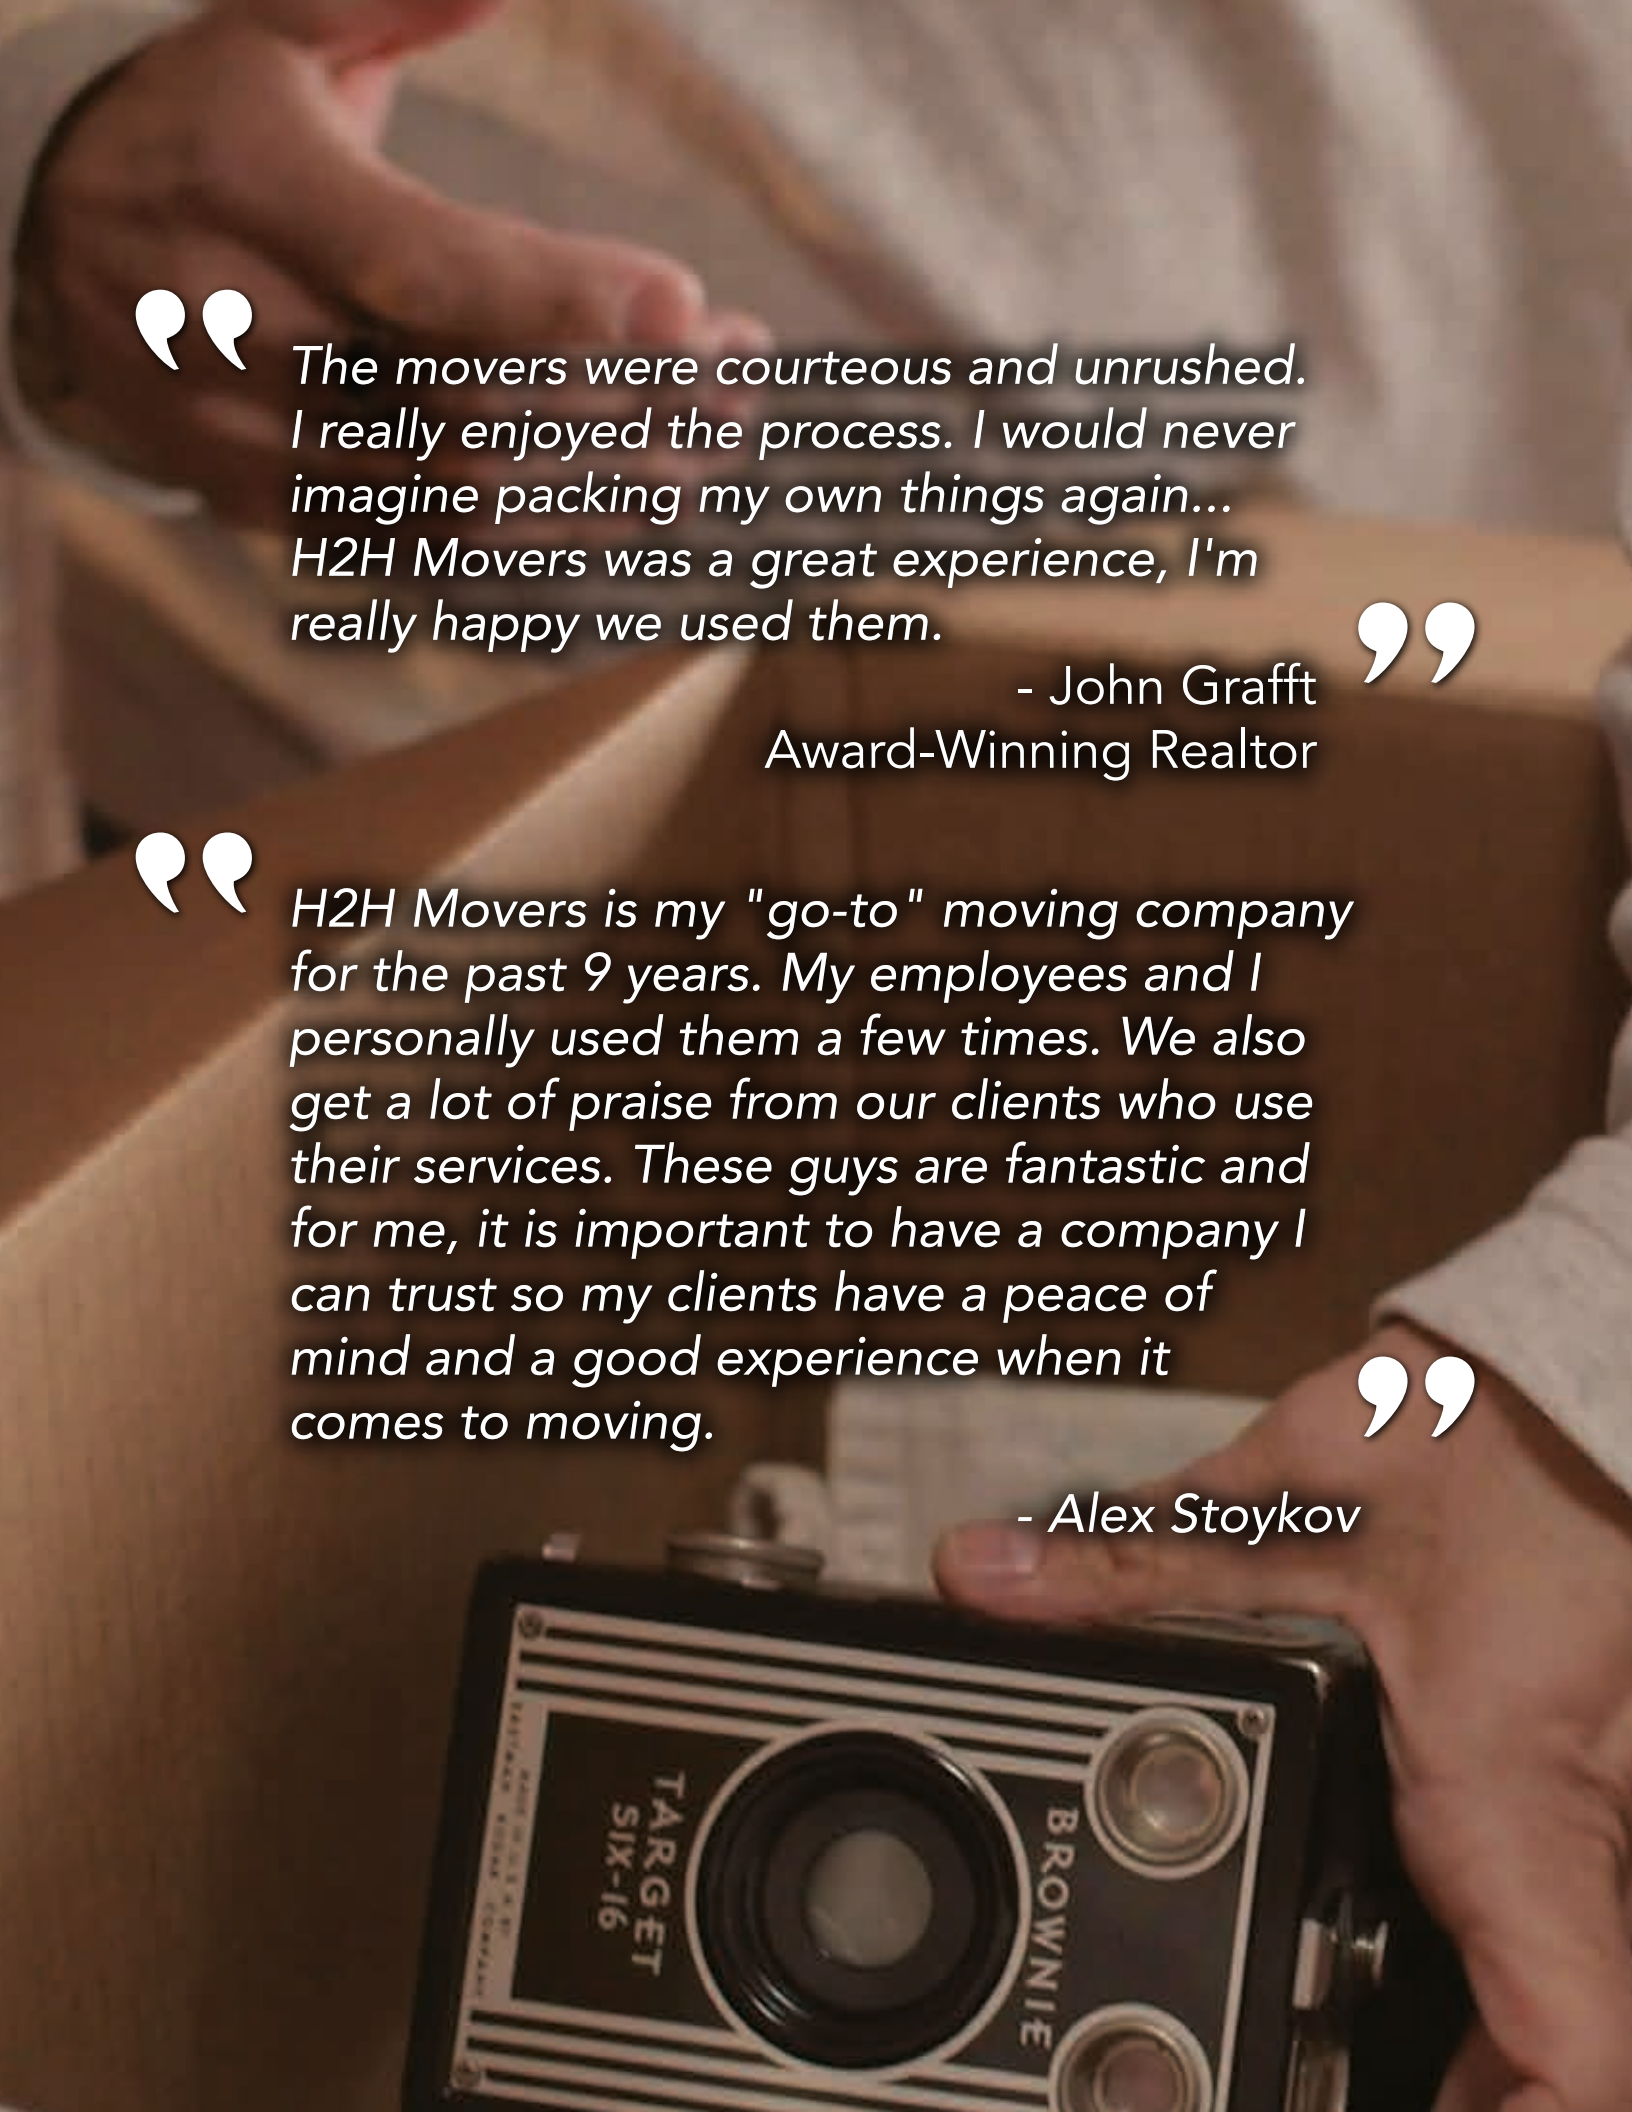 The movers were courteous and unrushed.
I really enjoyed the process. I would never
imagine packing my own things again...
H2H Movers was a great experience, I'm
really happy we used them.
- John Grafft
Award-Winning Realtor
H2H Movers is my "go-to" moving company
for the past 9 years. My employees and I
personally used them a few times. We also
get a lot of praise from our clients who use
their services. These guys are fantastic and
for me, it is important to have a company I
can trust so my clients have a peace of
mind and a good experience when it
comes to moving.
- Alex Stoykov
BROWNIE
TARGET
SIX-16